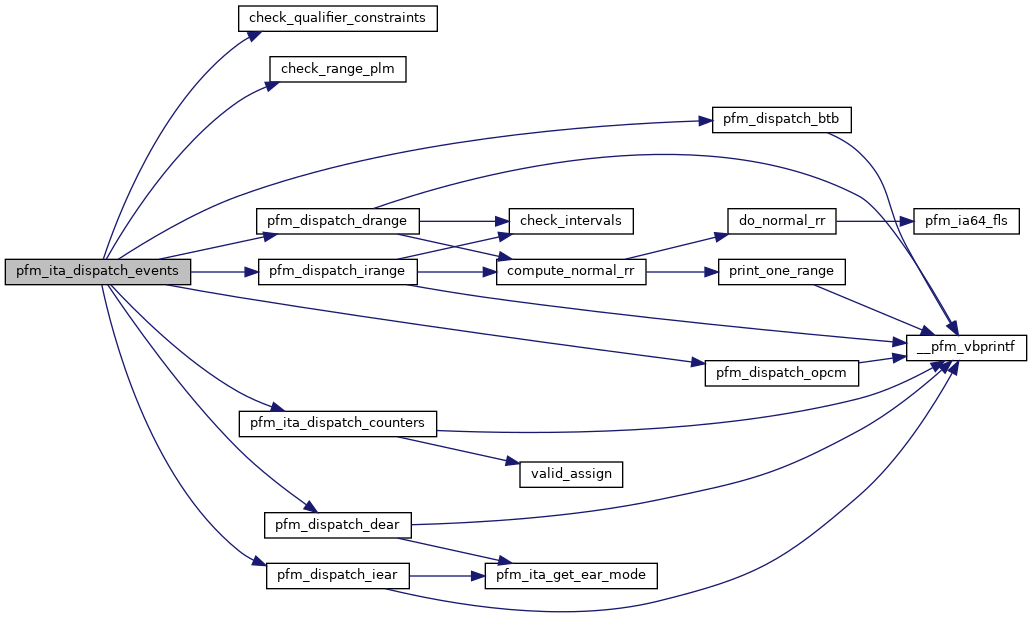 check_qualifier_constraints
check_range_plm
pfm_dispatch_btb
pfm_dispatch_drange
check_intervals
do_normal_rr
pfm_ia64_fls
pfm_ita_dispatch_events
pfm_dispatch_irange
compute_normal_rr
print_one_range
__pfm_vbprintf
pfm_dispatch_opcm
pfm_ita_dispatch_counters
valid_assign
pfm_dispatch_dear
pfm_dispatch_iear
pfm_ita_get_ear_mode